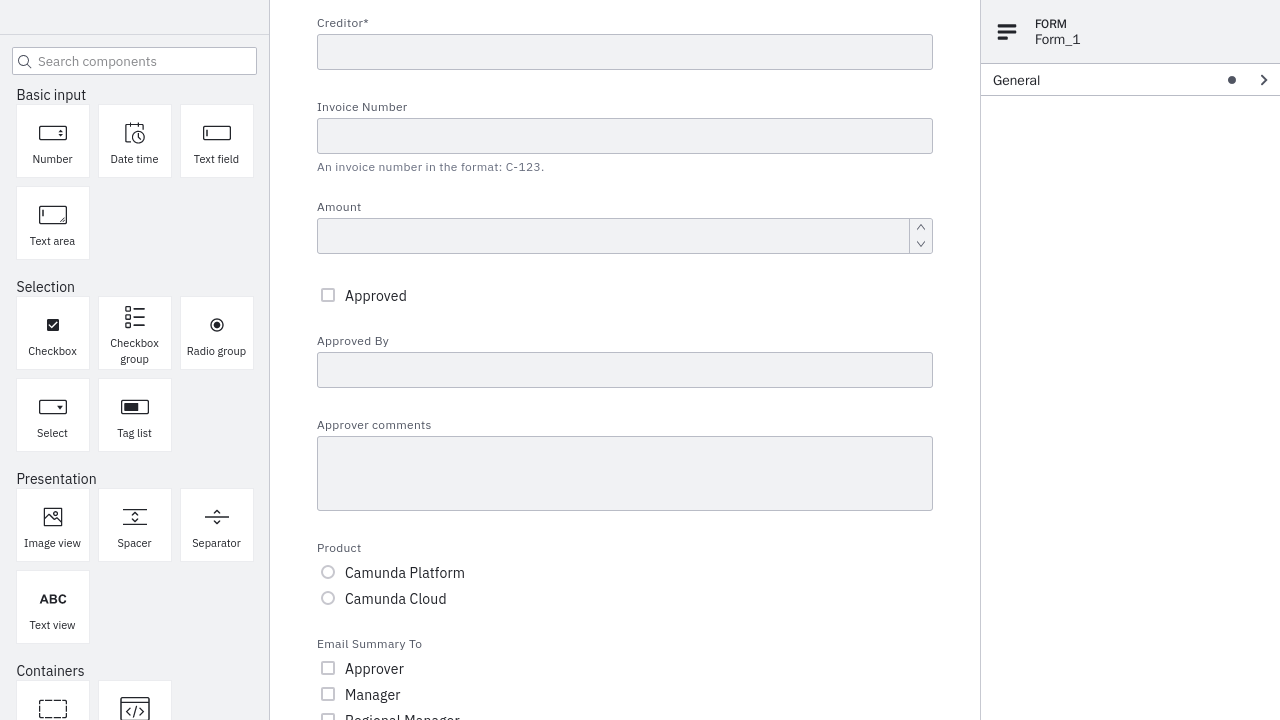 Search components
Basic input
Number
Date time
Text field
Text area
Selection
Checkbox
Checkbox
group
Radio group
Select
Tag list
Presentation
Image view
Spacer
Separator
ABC
Text view
Containers
Creditor*
Invoice Number
An invoice number in the format: C-123.
Amount
Approved
Approved By
Approver comments
Product
Camunda Platform
Camunda Cloud
Email Summary To
Approver
Manager
Regional Manager
FORM
Form_1
General